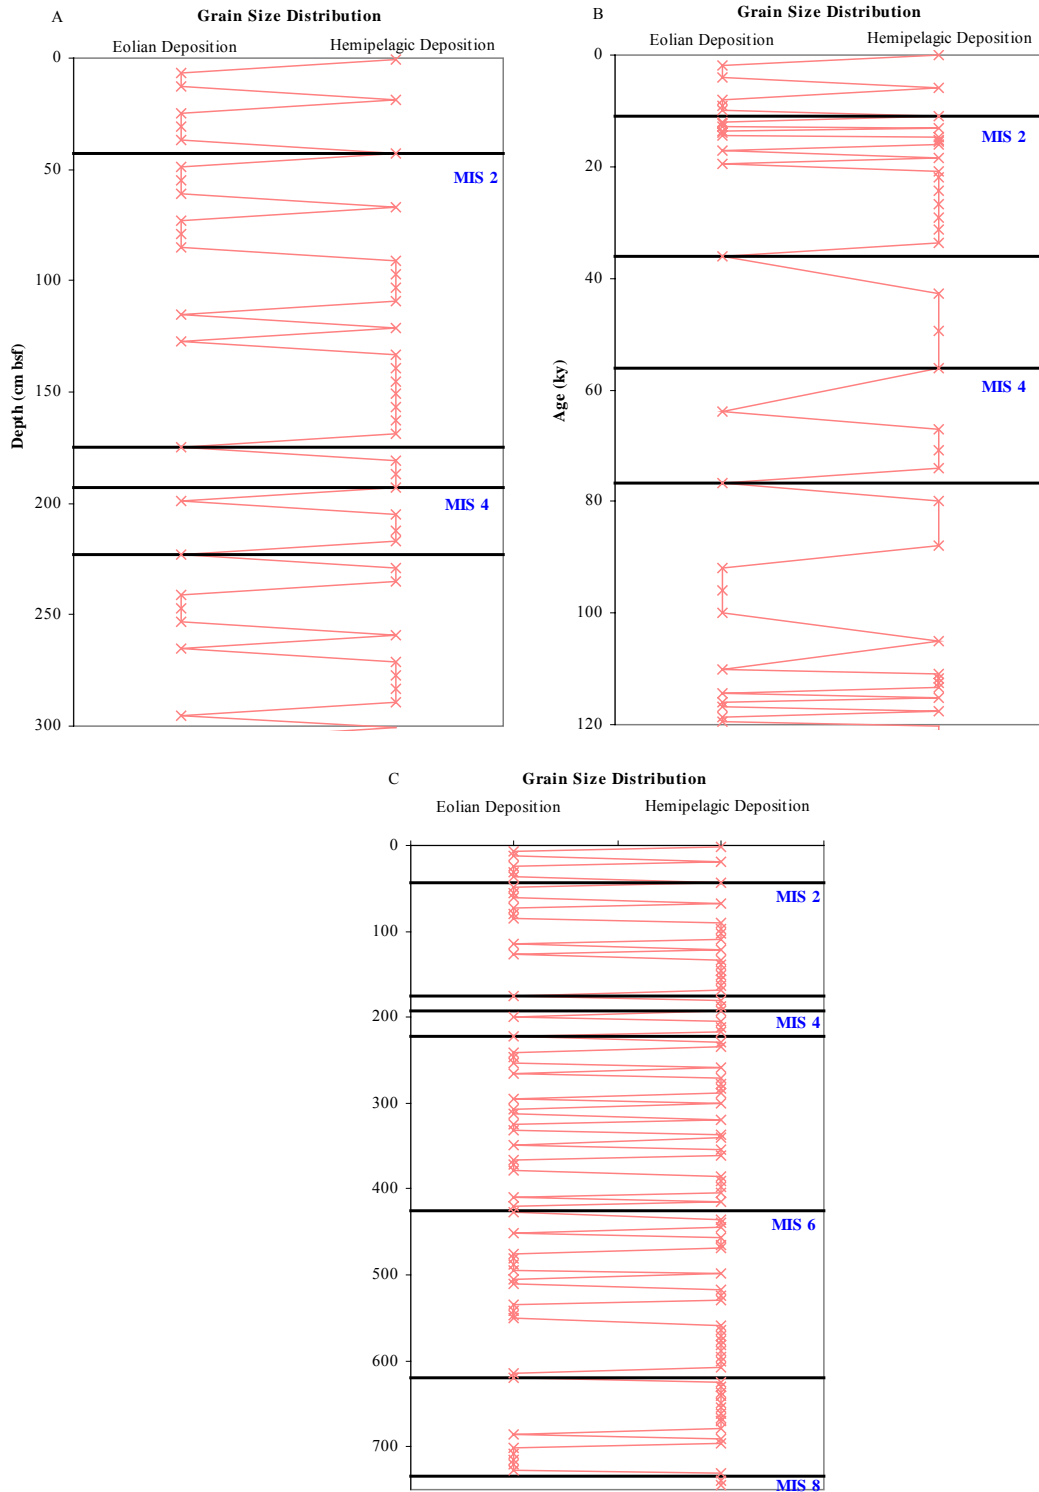 A
Grain Size Distribution
Eolian Deposition
Hemipelagic Deposition
0
50
100
150
200
250
300
Depth (cm bsf)
MIS 2
MIS 4
B
Grain Size Distribution
Eolian Deposition
Hemipelagic Deposition
0
20
40
60
80
100
120
Age (ky)
MIS 2
MIS 4
C
Grain Size Distribution
Eolian Deposition
Hemipelagic Deposition
0
100
200
300
400
500
600
700
MIS 2
MIS 4
MIS 6
MIS 8